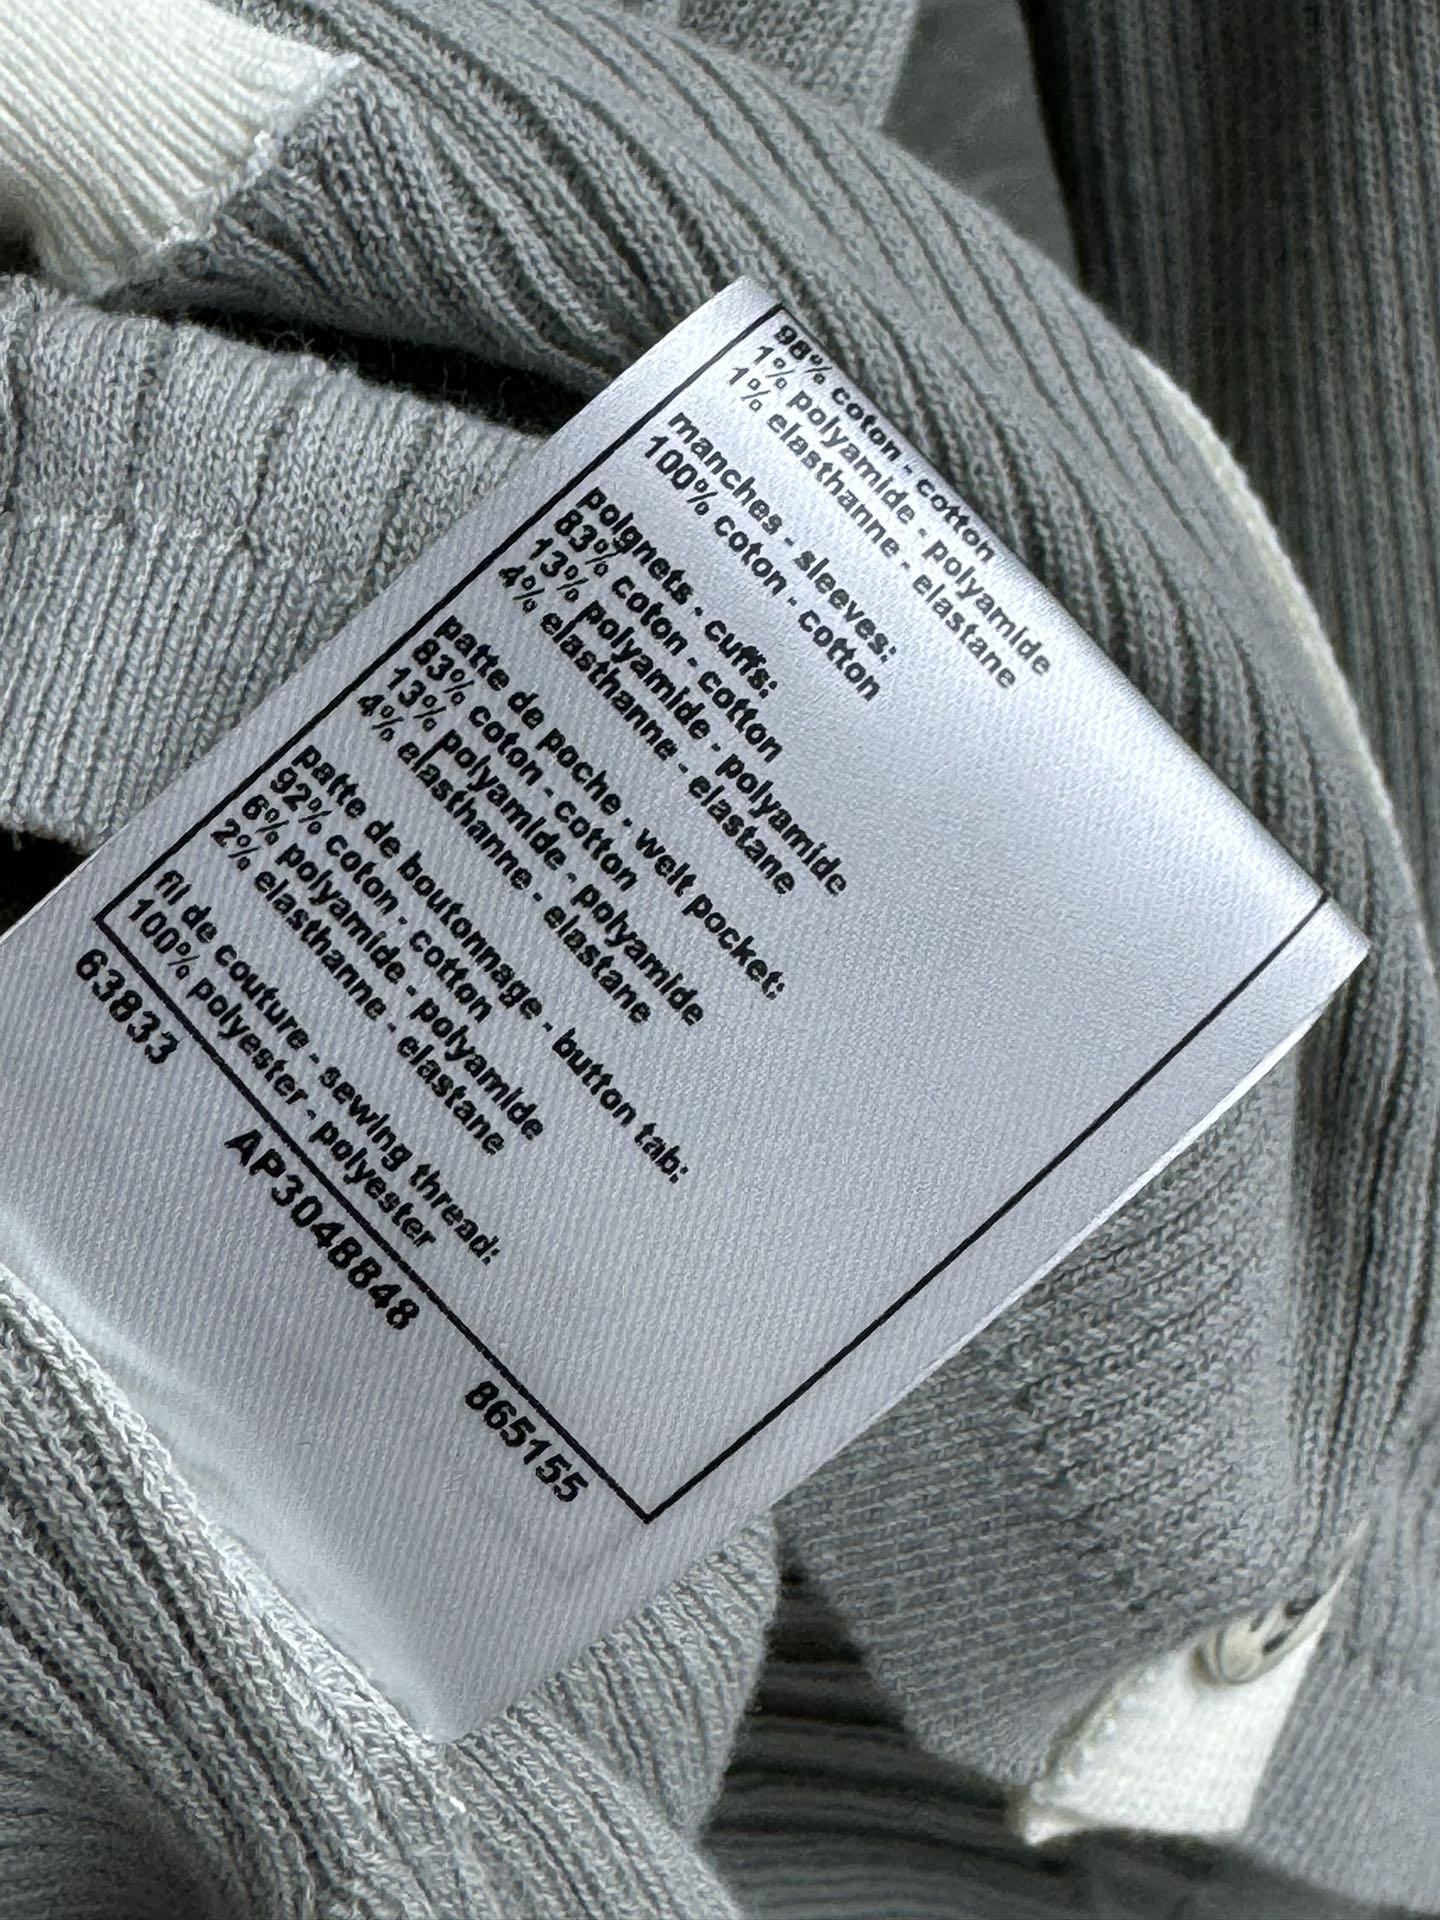 98% coton - cotton
1% polyamide - polyamide
1% elasthanne - elastane
manches - sleeves:
100% coton - cotton
poignets - cuffs:
83% coton - cotton
13% polyamide - polyamide
4% elasthanne - elastane
patte de poche - welt pocket:
83% coton - cotton
13% polyamide - polyamide
4% elasthanne - elastane
patte de boutonnage - button tab:
92% coton - cotton
6% polyamide - polyamide
2% elasthanne - elastane
fil de couture - sewing thread:
100% polyester - polyester
63833 AP3048848 865155